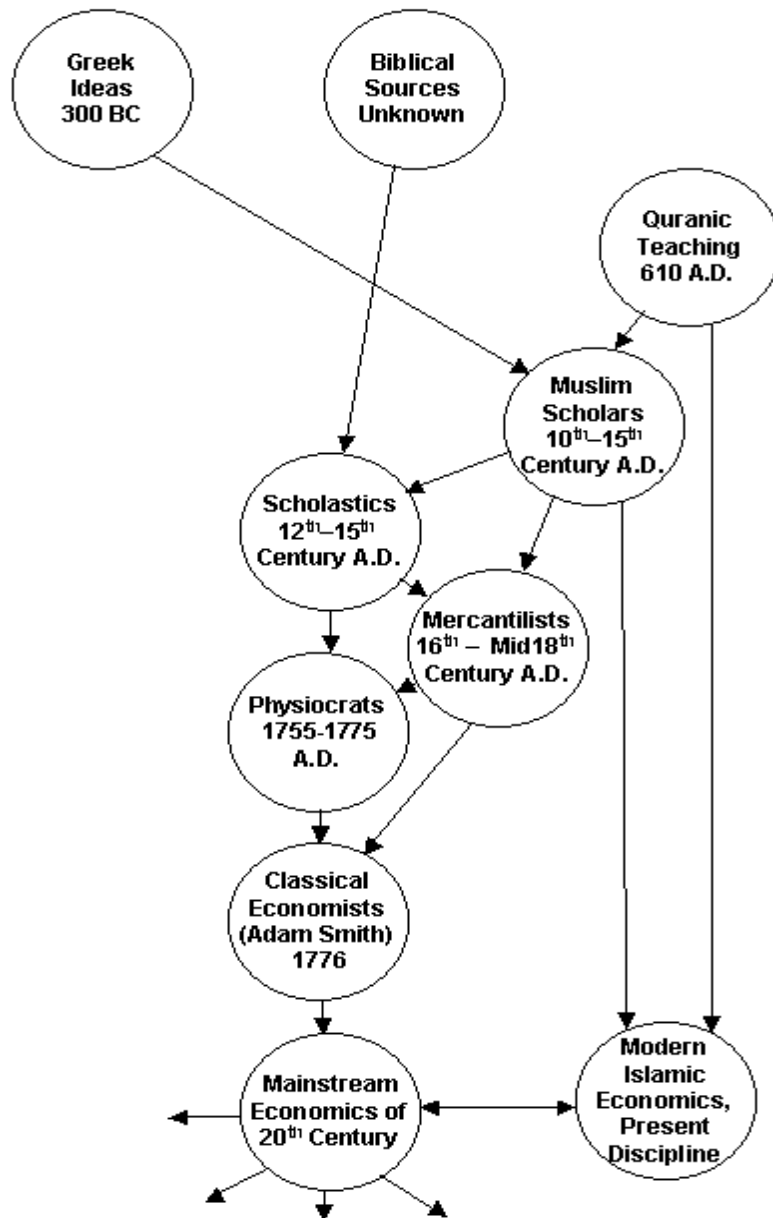 Greek
Ideas
300 BC
Biblical
Sources
Unknown
Quranic
Teaching
610 A.D.
Muslim
Scholars
10th–15th
Century A.D.
Scholastics
12th–15th
Century A.D.
Mercantilists
16th – Mid18th
Century A.D.
Physiocrats
1755-1775
A.D.
Classical
Economists
(Adam Smith)
1776
Mainstream
Economics of
20th Century
Modern
Islamic
Economics,
Present
Discipline